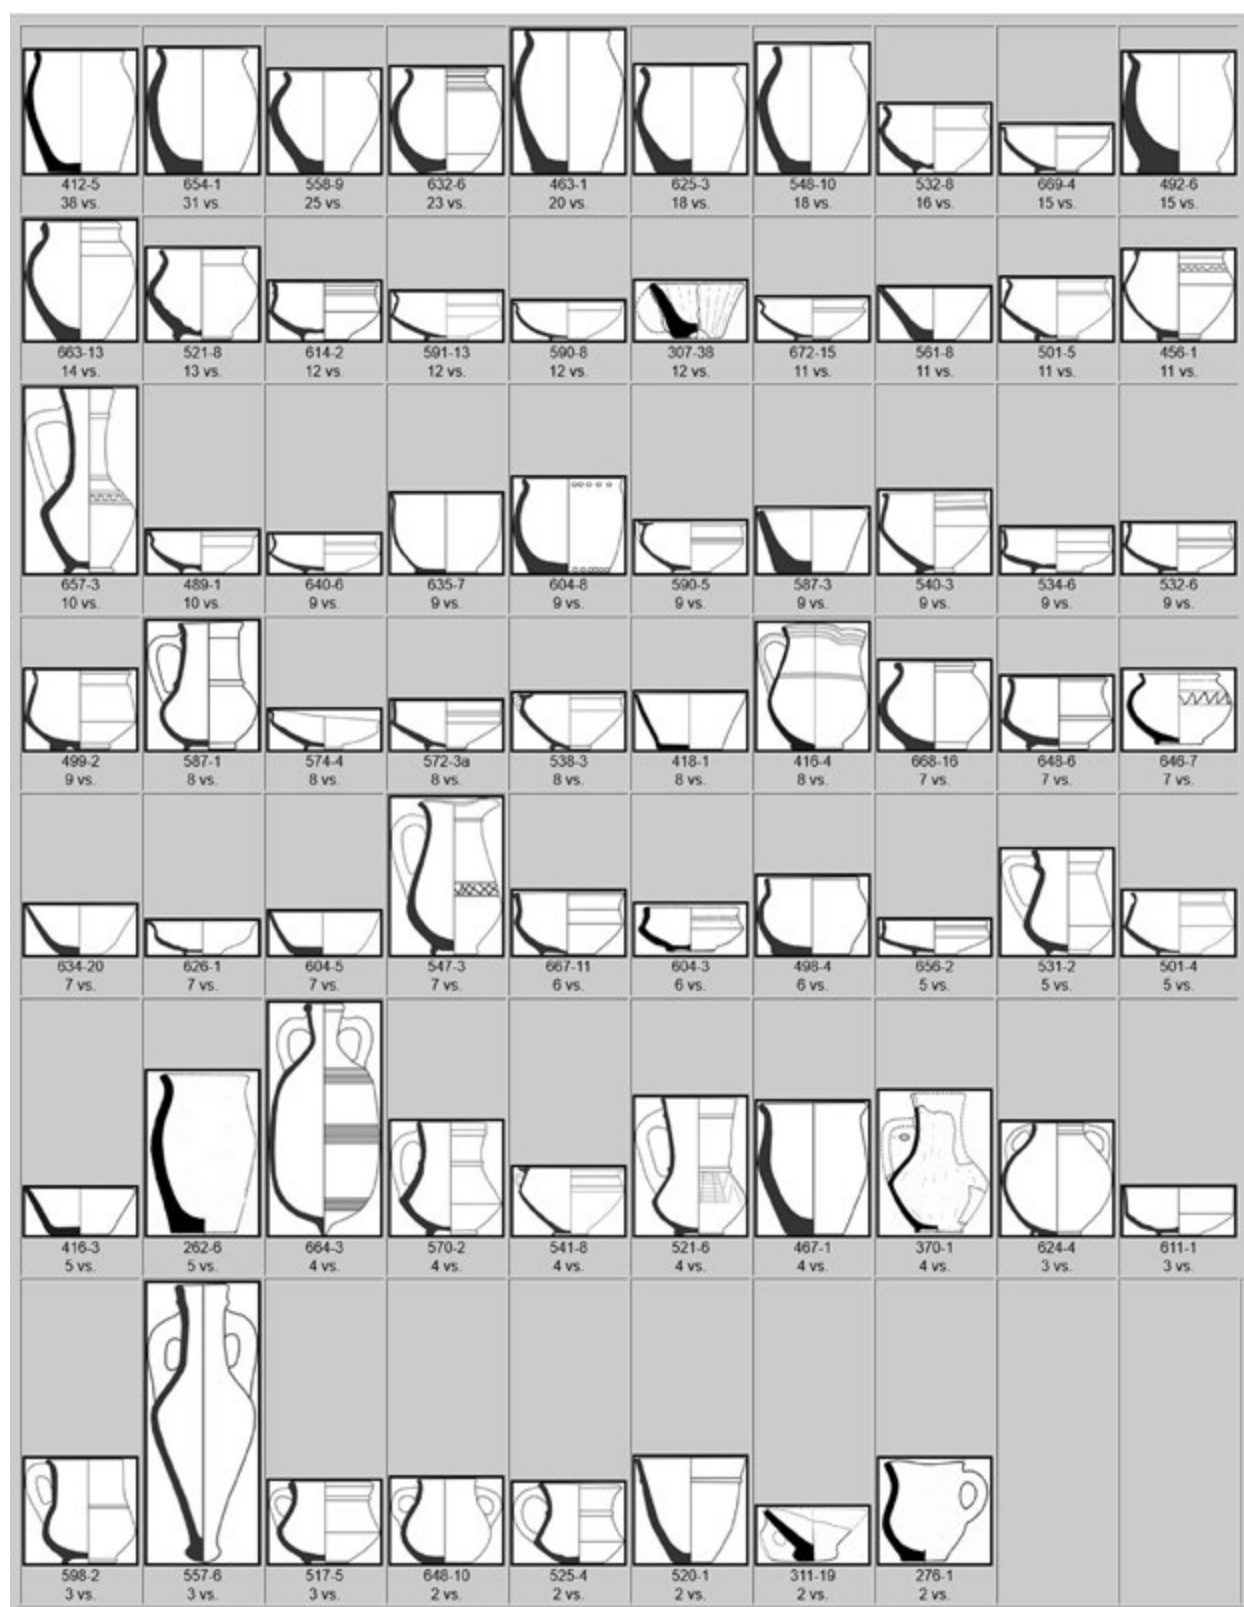 412-5 654-1 558-9 632-6 463-1 625-3 548-10 532-8 669-4 492-6
38 vs. 31 vs. 25 vs. 23 vs. 20 vs. 18 vs. 18 vs. 16 vs. 15 vs. 15 vs.
663-13 521-8 614-2 591-13 590-8 307-38 672-15 561-8 501-5 456-1
14 vs. 13 vs. 12 vs. 12 vs. 12 vs. 12 vs. 11 vs. 11 vs. 11 vs. 11 vs.
657-3 489-1 640-6 635-7 604-8 590-5 587-3 540-3 534-6 532-6
10 vs. 10 vs. 9 vs. 9 vs. 9 vs. 9 vs. 9 vs. 9 vs. 9 vs. 9 vs.
499-2 587-1 574-4 572-3a 538-3 418-1 416-4 668-16 648-6 646-7
9 vs. 8 vs. 8 vs. 8 vs. 8 vs. 8 vs. 8 vs. 7 vs. 7 vs. 7 vs.
634-20 626-1 604-5 547-3 667-11 604-3 498-4 656-2 531-2 501-4
7 vs. 7 vs. 7 vs. 7 vs. 6 vs. 6 vs. 6 vs. 5 vs. 5 vs. 5 vs.
416-3 262-6 664-3 570-2 541-8 521-6 467-1 370-1 624-4 611-1
5 vs. 5 vs. 4 vs. 4 vs. 4 vs. 4 vs. 4 vs. 4 vs. 3 vs. 3 vs.
598-2 557-6 517-5 648-10 525-4 520-1 311-19 276-1
3 vs. 3 vs. 3 vs. 2 vs. 2 vs. 2 vs. 2 vs. 2 vs.